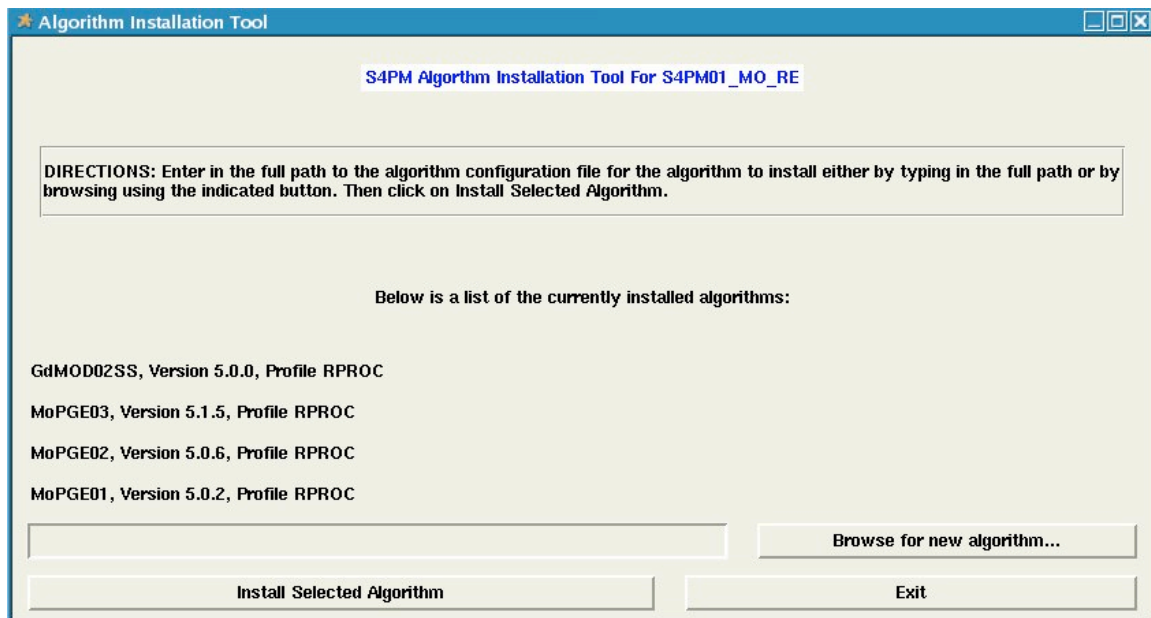 Algorithm Installation Tool
S4PM Algorthm Installation Tool For S4PM01_MO_RE
DIRECTIONS: Enter in the full path to the algorithm configuration file for the algorithm to install either by typing in the full path or by
browsing using the indicated button. Then click on Install Selected Algorithm.
Below is a list of the currently installed algorithms:
GdMOD02SS, Version 5.0.0, Profile RPROC
MoPGE03, Version 5.1.5, Profile RPROC
MoPGE02, Version 5.0.6, Profile RPROC
MoPGE01, Version 5.0.2, Profile RPROC
Browse for new algorithm...
Install Selected Algorithm
Exit